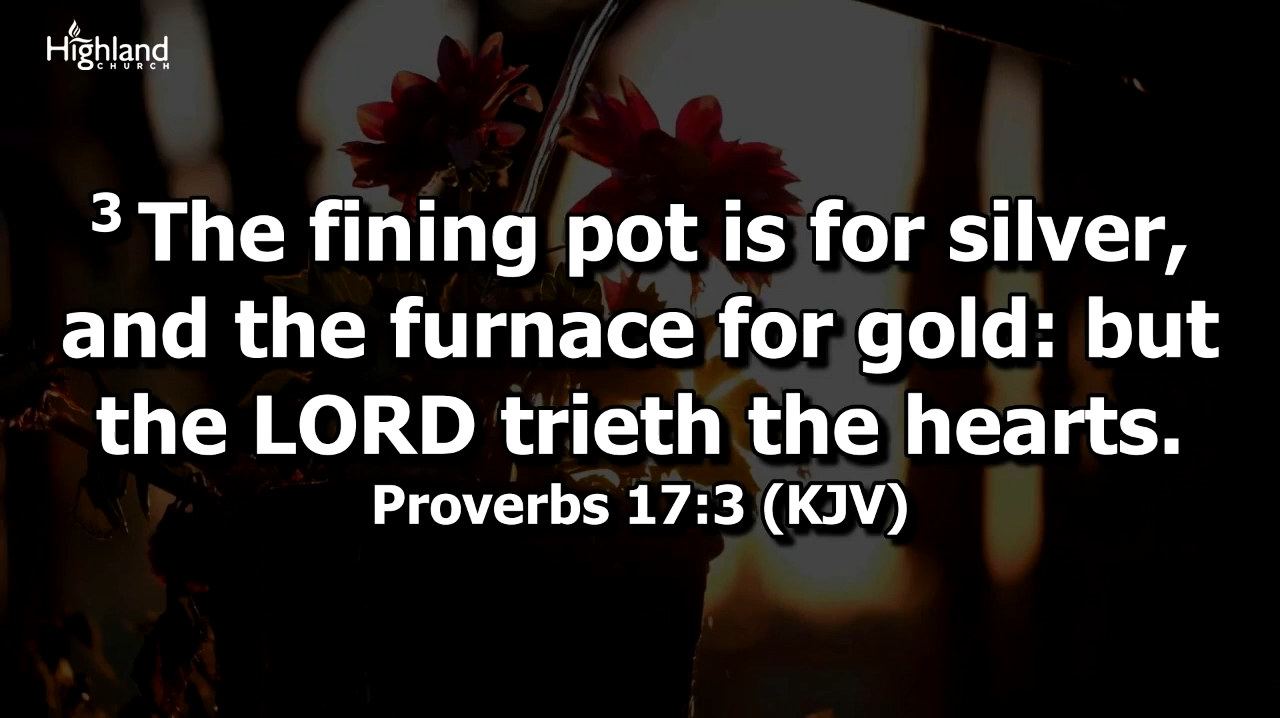 Highland
CHURCH
3 The fining pot is for silver,
and the furnace for gold: but
the LORD trieth the hearts.
Proverbs 17:3 (KJV)